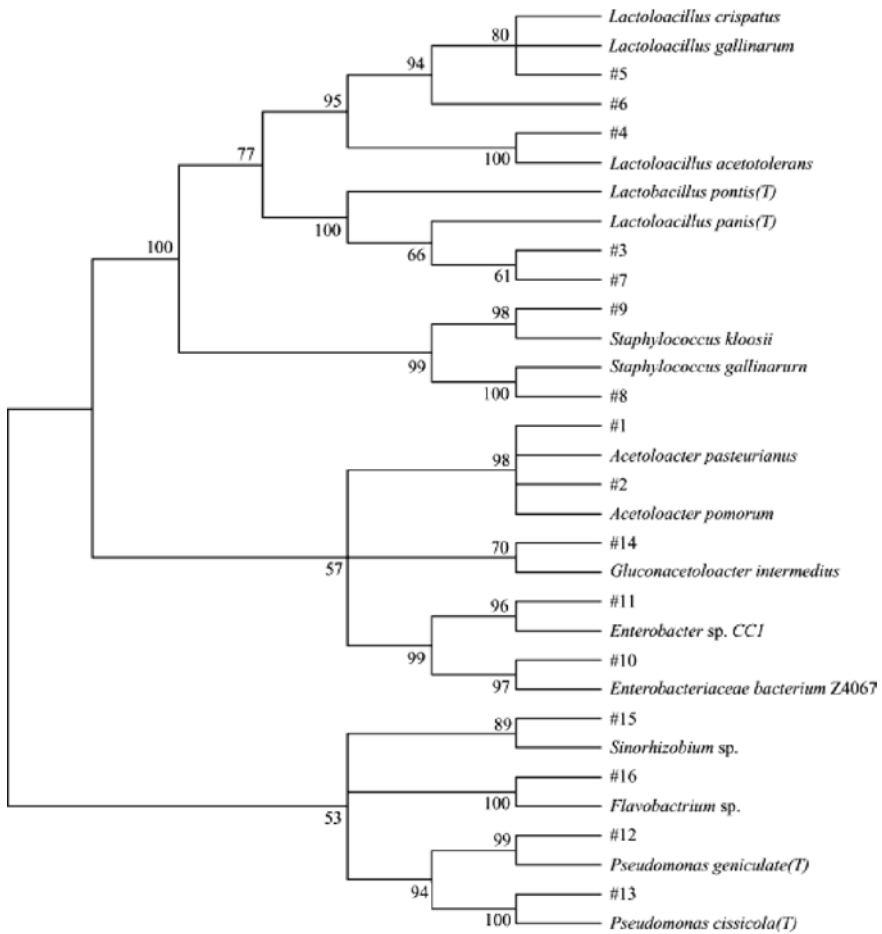 Lactoloacillus crispatus
80
Lactoloacillus gallinarum
94
#5
95
#6
#4
77
100
Lactoloacillus acetotolerans
Lactobacillus pontis(T)
100
Lactoloacillus panis(T)
100
66
#3
61
#7
98
#9
Staphylococcus kloosii
99
Staphylococcus gallinarurn
100
#8
#1
98
Acetoloacter pasteurianus
#2
Acetoloacter pomorum
70
#14
57
Gluconacetoloacter intermedius
96
#11
Enterobacter sp. CC1
99
#10
97
Enterobacteriaceae bacterium Z4067
89
#15
Sinorhizobium sp.
#16
100
Flavobactrium sp.
53
99
#12
Pseudomonas geniculate(T)
94
#13
100
Pseudomonas cissicola(T)